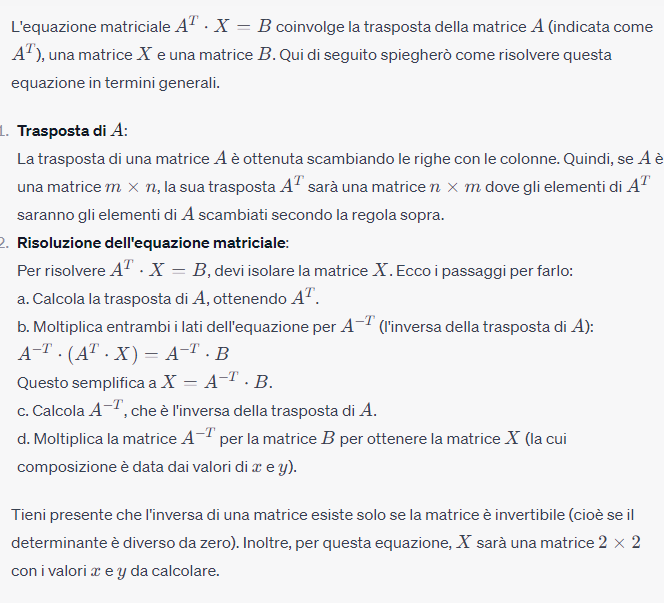 L'equazione matriciale $A^T \cdot X = B$ coinvolge la trasposta della matrice $A$ (indicata come
$A^T$), una matrice $X$ e una matrice $B$. Qui di seguito spiegherò come risolvere questa
equazione in termini generali.
1. Trasposta di $A$:
La trasposta di una matrice $A$ è ottenuta scambiando le righe con le colonne. Quindi, se $A$ è
una matrice $m \times n$, la sua trasposta $A^T$ sarà una matrice $n \times m$ dove gli elementi di $A^T$
saranno gli elementi di $A$ scambiati secondo la regola sopra.
2. Risoluzione dell'equazione matriciale:
Per risolvere $A^T \cdot X = B$, devi isolare la matrice $X$. Ecco i passaggi per farlo:
a. Calcola la trasposta di $A$, ottenendo $A^T$.
b. Moltiplica entrambi i lati dell'equazione per $A^{-T}$ (l'inversa della trasposta di $A$):
$A^{-T} \cdot (A^T \cdot X) = A^{-T} \cdot B$
Questo semplifica a $X = A^{-T} \cdot B$.
c. Calcola $A^{-T}$, che è l'inversa della trasposta di $A$.
d. Moltiplica la matrice $A^{-T}$ per la matrice $B$ per ottenere la matrice $X$ (la cui
composizione è data dai valori di $x$ e $y$).
Tieni presente che l'inversa di una matrice esiste solo se la matrice è invertibile (cioè se il
determinante è diverso da zero). Inoltre, per questa equazione, $X$ sarà una matrice $2 \times 2$
con i valori $x$ e $y$ da calcolare.